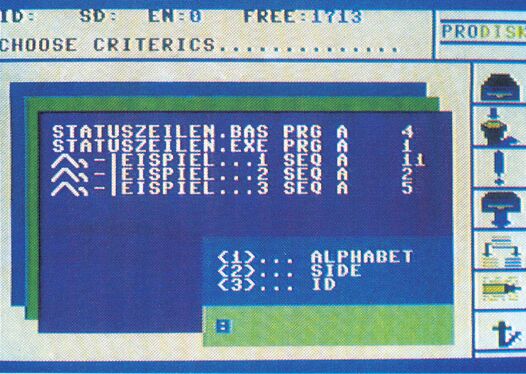 ID: SD: EN:0 FREE:1713
CHOOSE CRITERICS..............
PRODISK
STATUSZEILEN.BAS PRG A 4
STATUSZEILEN.EXE PRG A 1
-|EISPIEL...1 SEQ A 11
-|EISPIEL...2 SEQ A 2
-|EISPIEL...3 SEQ A 5
<1>... ALPHABET
<2>... SIDE
<3>... ID